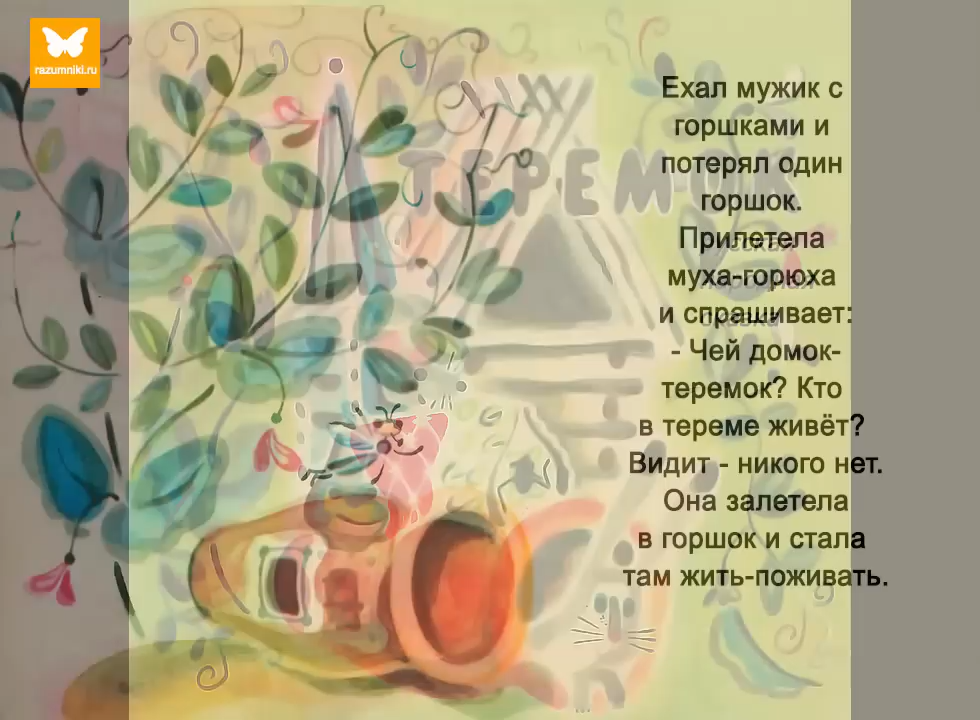 razumniki.ru
ТЕРЕМОК
Ехал мужик с
горшками и
потерял один
горшок.
Прилетела
муха-горюха
и спрашивает:
- Чей домок-
теремок? Кто
в тереме живёт?
Видит - никого нет.
Она залетела
в горшок и стала
там жить-поживать.